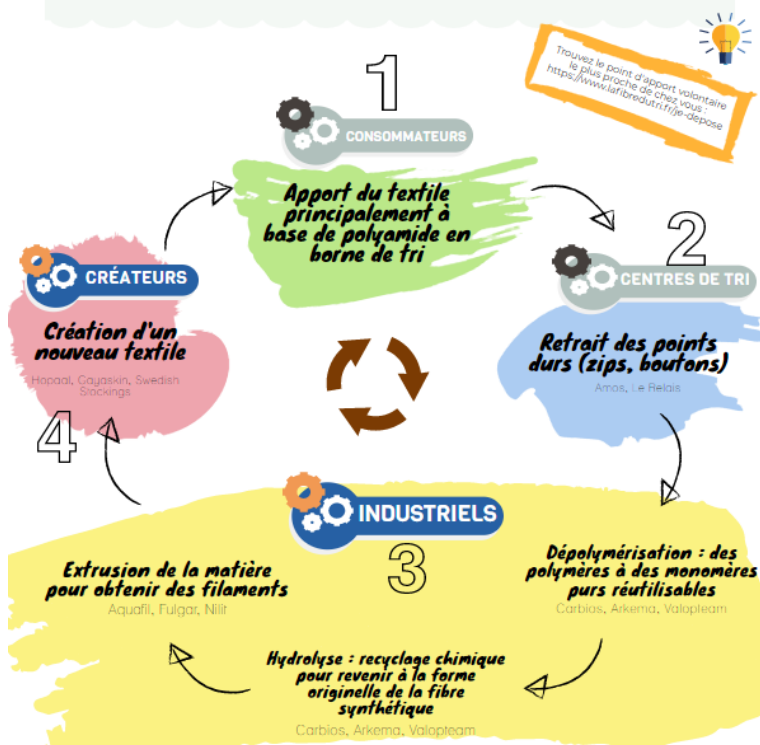 Trouvez le point d'apport volontaire
le plus proche de chez vous :
https://www.lafibredutri.fr/je-depose
1
CONSOMMATEURS
Apport du textile
principalement à
base de polyamide en
borne de tri
2
CENTRES DE TRI
Retrait des points
durs (zips, boutons)
Amos, Le Relais
3
INDUSTRIELS
Dépolymérisation : des
polymères à des monomères
purs réutilisables
Carbios, Arkema, Valopteam
Hydrolyse : recyclage chimique
pour revenir à la forme
originelle de la fibre
synthétique
Carbios, Arkema, Valopteam
Extrusion de la matière
pour obtenir des filaments
Aquafil, Fulgar, Nilit
4
CRÉATEURS
Création d'un
nouveau textile
Hopaal, Gayaskin, Swedish
Srockings